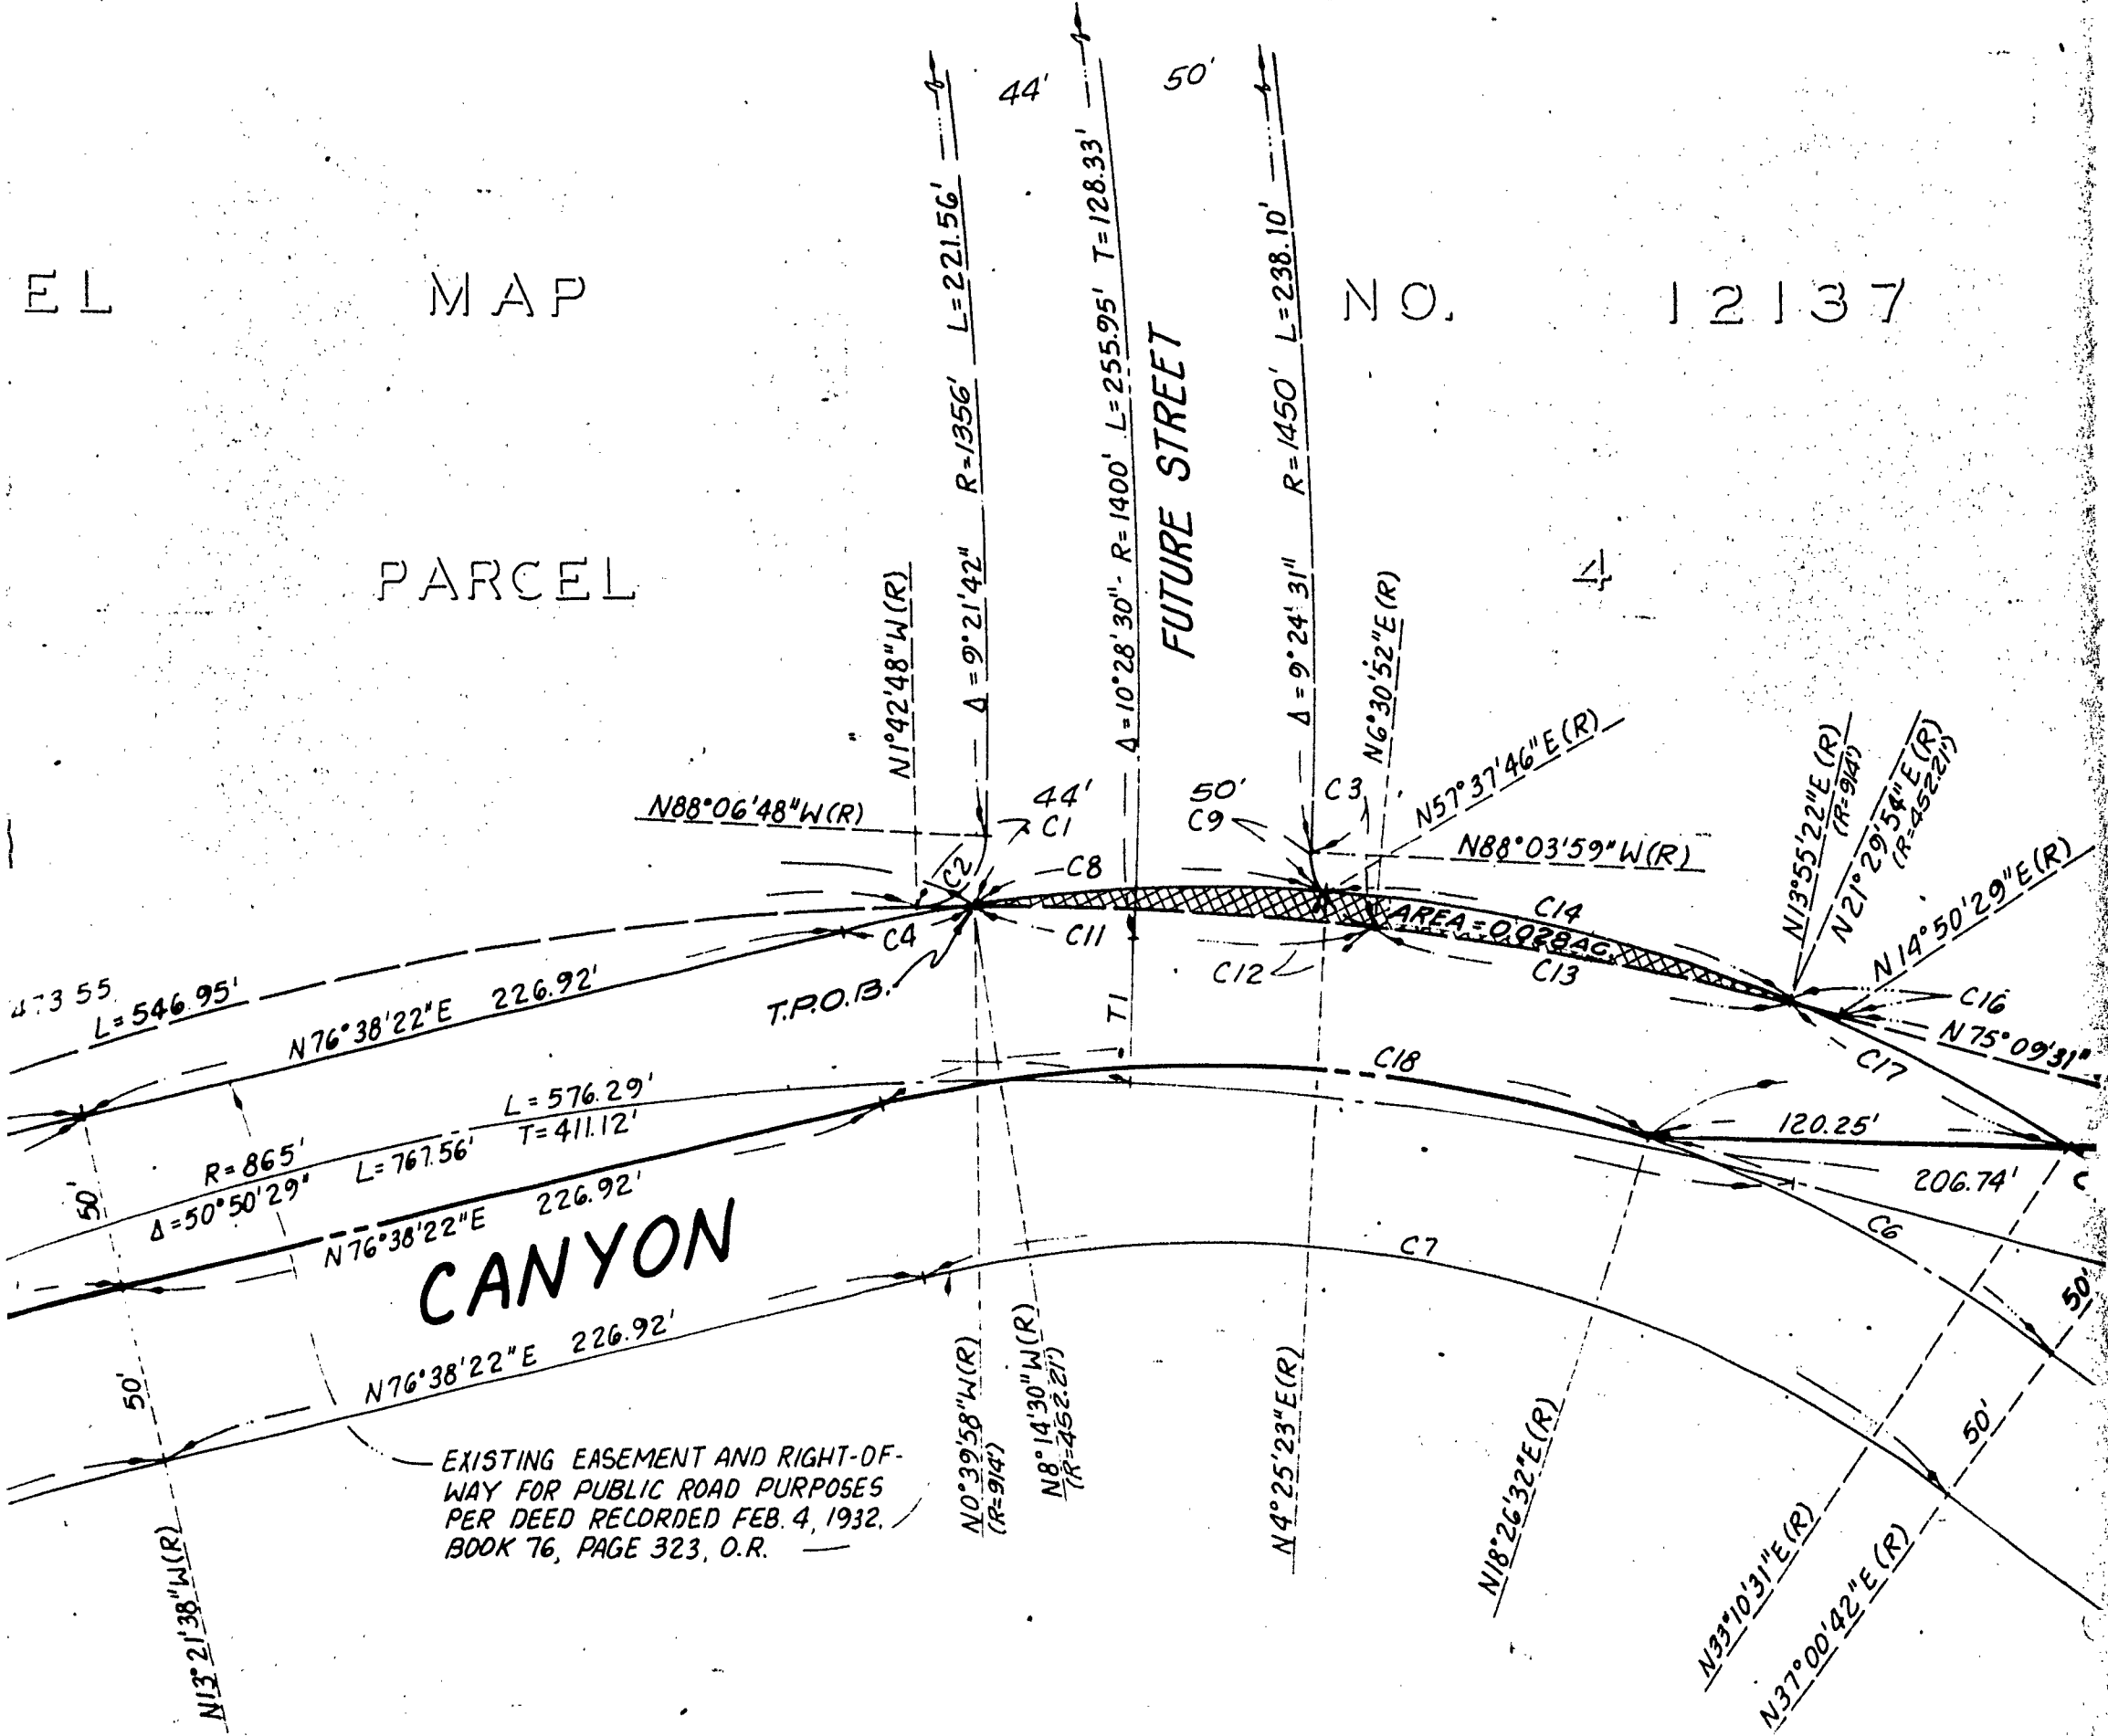 44'
50'
R=1356' L=221.56'
Δ=9°21'42"
Δ=10°28'30" R=1400' L=255.95' T=128.33'
R=1450' L=238.10'
Δ=9°24'31"
FUTURE STREET
EL MAP NO. 12137
PARCEL 4
N1°42'48"W(R)
N6°30'52"E(R)
N57°37'46"E(R)
N88°06'48"W(R)
44'
C1
50'
C9
C3
N88°03'59"W(R)
N13°55'22"E(R)
(R=914')
N21°29'54"E(R)
(R=452.21')
N14°50'29"E(R)
C2
C8
C14
AREA=0.028AC.
C4
C11
C12
C13
C16
N75°09'31"
C17
T.P.O.B.
T1
473 55
L=546.95'
N76°38'22"E 226.92'
C18
L=576.29'
T=411.12'
120.25'
R=865'
Δ=50°50'29"
L=767.56'
206.74'
C
50'
N76°38'22"E 226.92'
CANYON
C7
C6
50'
50'
N76°38'22"E 226.92'
50'
N0°39'58"W(R)
(R=914')
N8°14'30"W(R)
(R=452.21')
N4°25'23"E(R)
N18°26'32"E(R)
N33°10'31"E(R)
N37°00'42"E(R)
EXISTING EASEMENT AND RIGHT-OF-
WAY FOR PUBLIC ROAD PURPOSES
PER DEED RECORDED FEB. 4, 1932.
BOOK 76, PAGE 323, O.R.
N13°21'38"W(R)